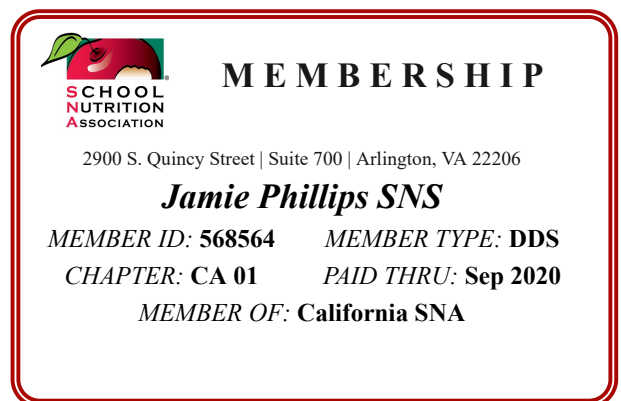 SCHOOL
NUTRITION
ASSOCIATION
®
MEMBERSHIP
2900 S. Quincy Street | Suite 700 | Arlington, VA 22206
Jamie Phillips SNS
MEMBER ID: 568564 MEMBER TYPE: DDS
CHAPTER: CA 01 PAID THRU: Sep 2020
MEMBER OF: California SNA